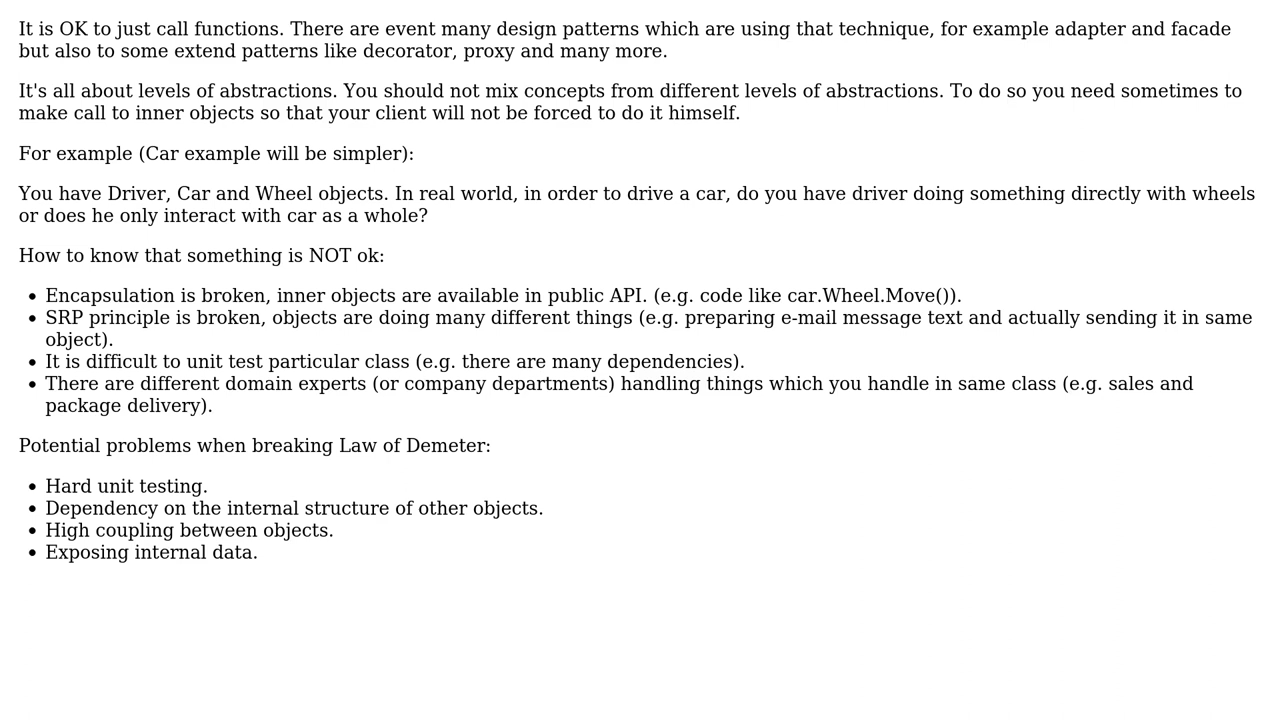 It is OK to just call functions. There are event many design patterns which are using that technique, for example adapter and facade
but also to some extend patterns like decorator, proxy and many more.
It's all about levels of abstractions. You should not mix concepts from different levels of abstractions. To do so you need sometimes to
make call to inner objects so that your client will not be forced to do it himself.
For example (Car example will be simpler):
You have Driver, Car and Wheel objects. In real world, in order to drive a car, do you have driver doing something directly with wheels
or does he only interact with car as a whole?
How to know that something is NOT ok:
• Encapsulation is broken, inner objects are available in public API. (e.g. code like car.Wheel.Move()).
• SRP principle is broken, objects are doing many different things (e.g. preparing e-mail message text and actually sending it in same
object).
• It is difficult to unit test particular class (e.g. there are many dependencies).
• There are different domain experts (or company departments) handling things which you handle in same class (e.g. sales and
package delivery).
Potential problems when breaking Law of Demeter:
• Hard unit testing.
• Dependency on the internal structure of other objects.
• High coupling between objects.
• Exposing internal data.